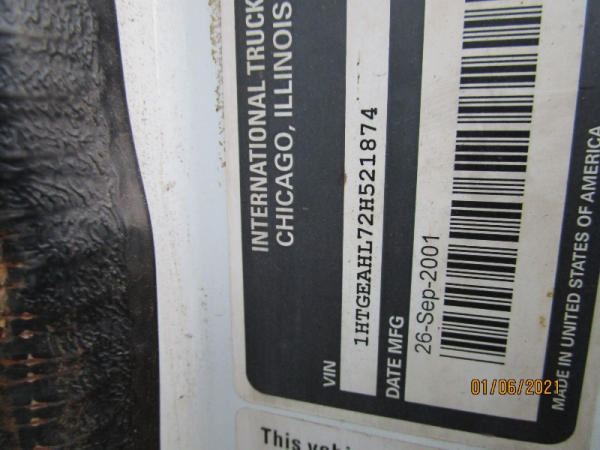 INTERNATIONAL TRUCK
CHICAGO, ILLINOIS
VIN
1HTGEAHL72H521874
DATE MFG
26-Sep-2001
MADE IN UNITED STATES OF AMERICA
This
01/06/2021